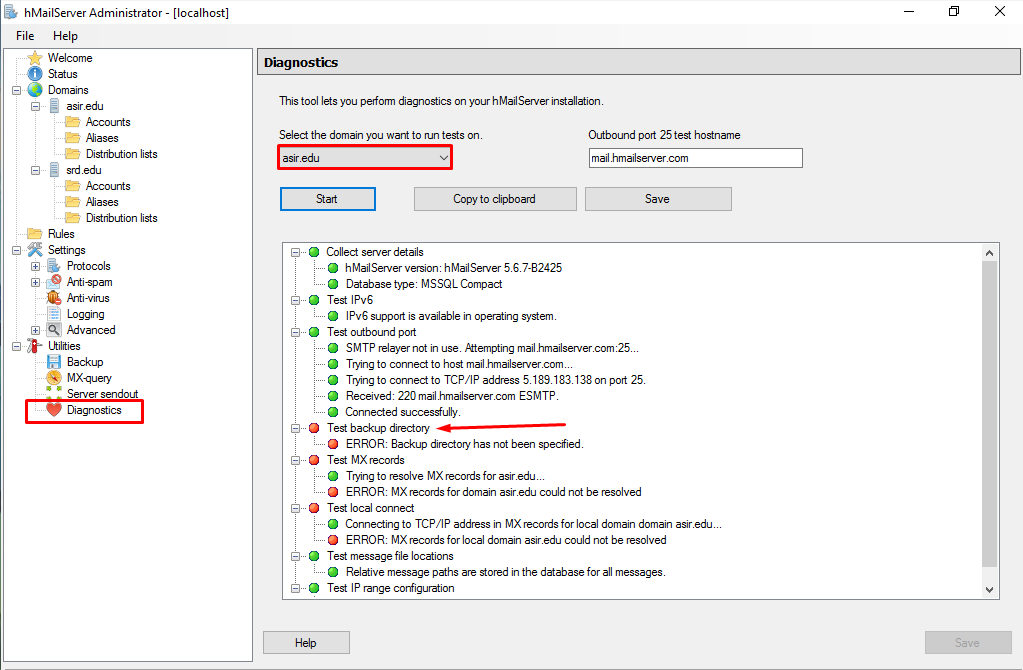 hMailServer Administrator - [localhost]
File Help
Welcome
Status
Domains
asir.edu
Accounts
Aliases
Distribution lists
srd.edu
Accounts
Aliases
Distribution lists
Rules
Settings
Protocols
Anti-spam
Anti-virus
Logging
Advanced
Utilities
Backup
MX-query
Server sendout
Diagnostics
Diagnostics
This tool lets you perform diagnostics on your hMailServer installation.
Select the domain you want to run tests on.
Outbound port 25 test hostname
asir.edu
mail.hmailserver.com
Start
Copy to clipboard
Save
Collect server details
hMailServer version: hMailServer 5.6.7-B2425
Database type: MSSQL Compact
Test IPv6
IPv6 support is available in operating system.
Test outbound port
SMTP relayer not in use. Attempting mail.hmailserver.com:25...
Trying to connect to host mail.hmailserver.com...
Trying to connect to TCP/IP address 5.189.183.138 on port 25.
Received: 220 mail.hmailserver.com ESMTP.
Connected successfully.
Test backup directory
ERROR: Backup directory has not been specified.
Test MX records
Trying to resolve MX records for asir.edu...
ERROR: MX records for domain asir.edu could not be resolved
Test local connect
Connecting to TCP/IP address in MX records for local domain domain asir.edu...
ERROR: MX records for local domain asir.edu could not be resolved
Test message file locations
Relative message paths are stored in the database for all messages.
Test IP range configuration
Help
Save